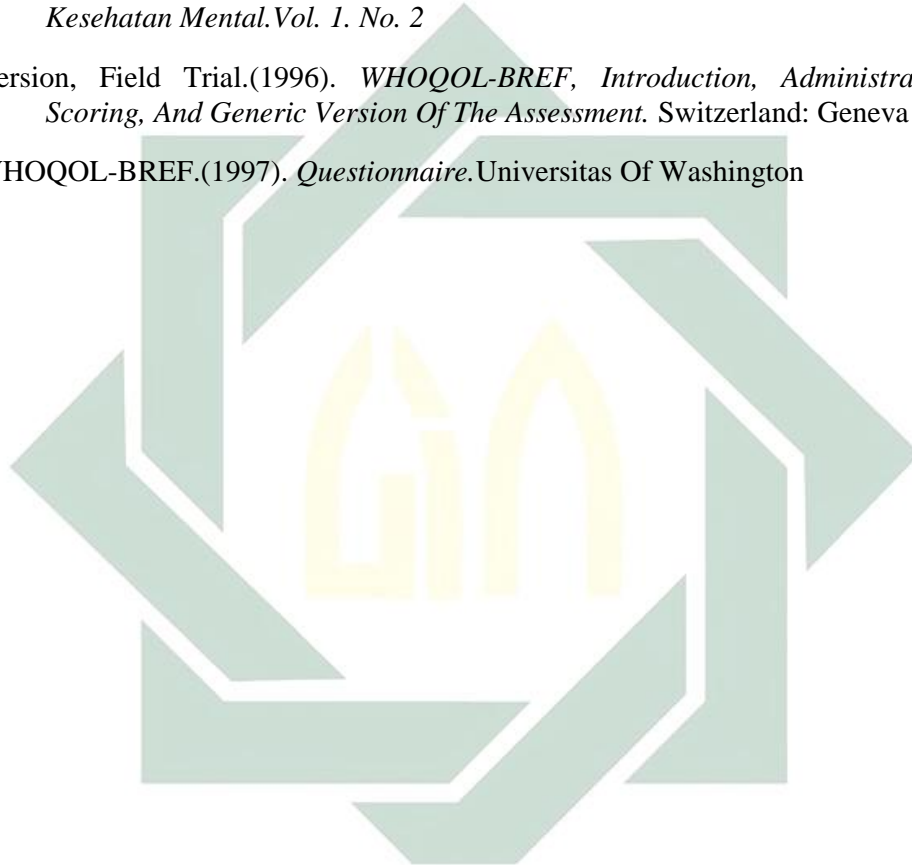 Kesehatan Mental.Vol. 1. No. 2
ersion, Field Trial.(1996). WHOQOL-BREF, Introduction, Administra
Scoring, And Generic Version Of The Assessment. Switzerland: Geneva
HOQOL-BREF.(1997). Questionnaire.Universitas Of Washington